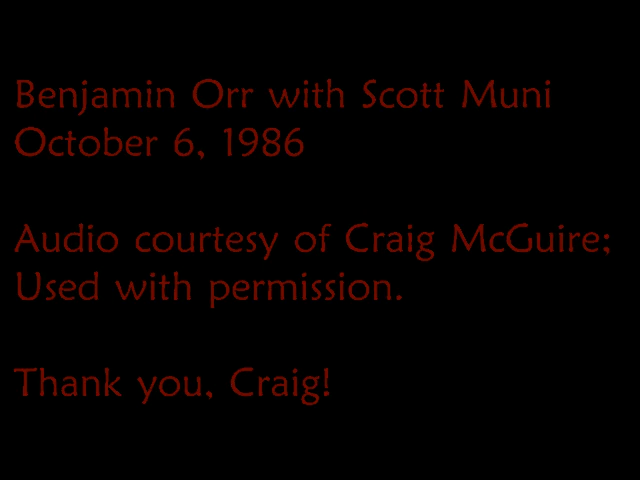 Benjamin Orr with Scott Muni
October 6, 1986
Audio courtesy of Craig McGuire;
Used with permission.
Thank you, Craig!